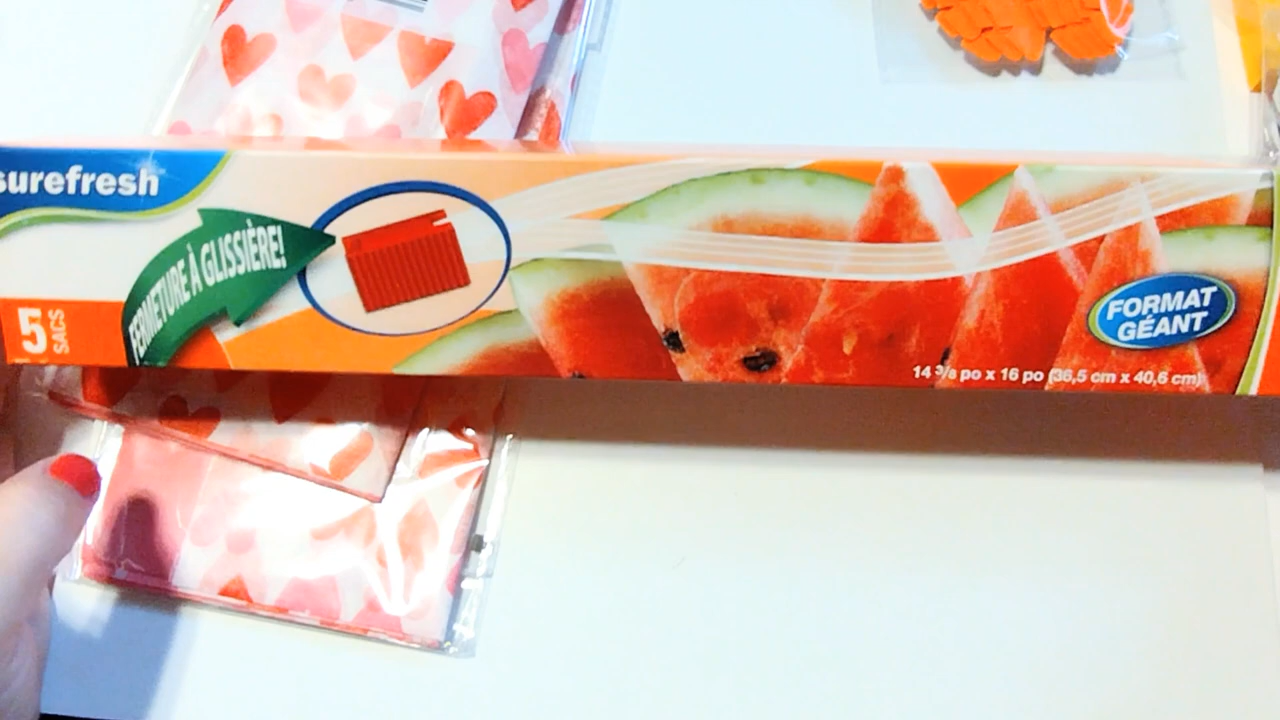 surefresh
FERMETURE À GLISSIÈRE!
5
SACS
FORMAT
GÉANT
14 3/8 po x 16 po (36,5 cm x 40,6 cm)